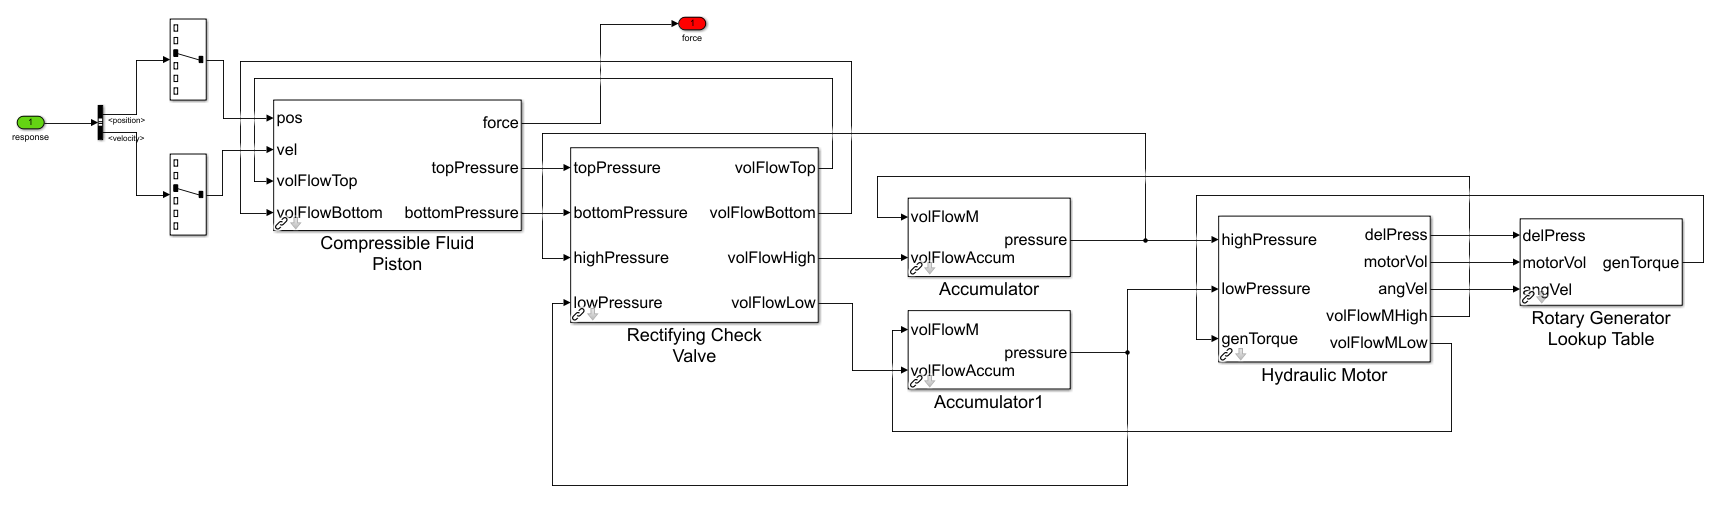 1
response
<position>
<velocity>
1
force
pos
vel
volFlowTop
volFlowBottom
force
topPressure
bottomPressure
Compressible Fluid
Piston
topPressure
bottomPressure
highPressure
lowPressure
volFlowTop
volFlowBottom
volFlowHigh
volFlowLow
Rectifying Check
Valve
volFlowM
volFlowAccum
pressure
Accumulator
volFlowM
volFlowAccum
pressure
Accumulator1
highPressure
lowPressure
genTorque
delPress
motorVol
angVel
volFlowMHigh
volFlowMLow
Hydraulic Motor
delPress
motorVol
angVel
genTorque
Rotary Generator
Lookup Table